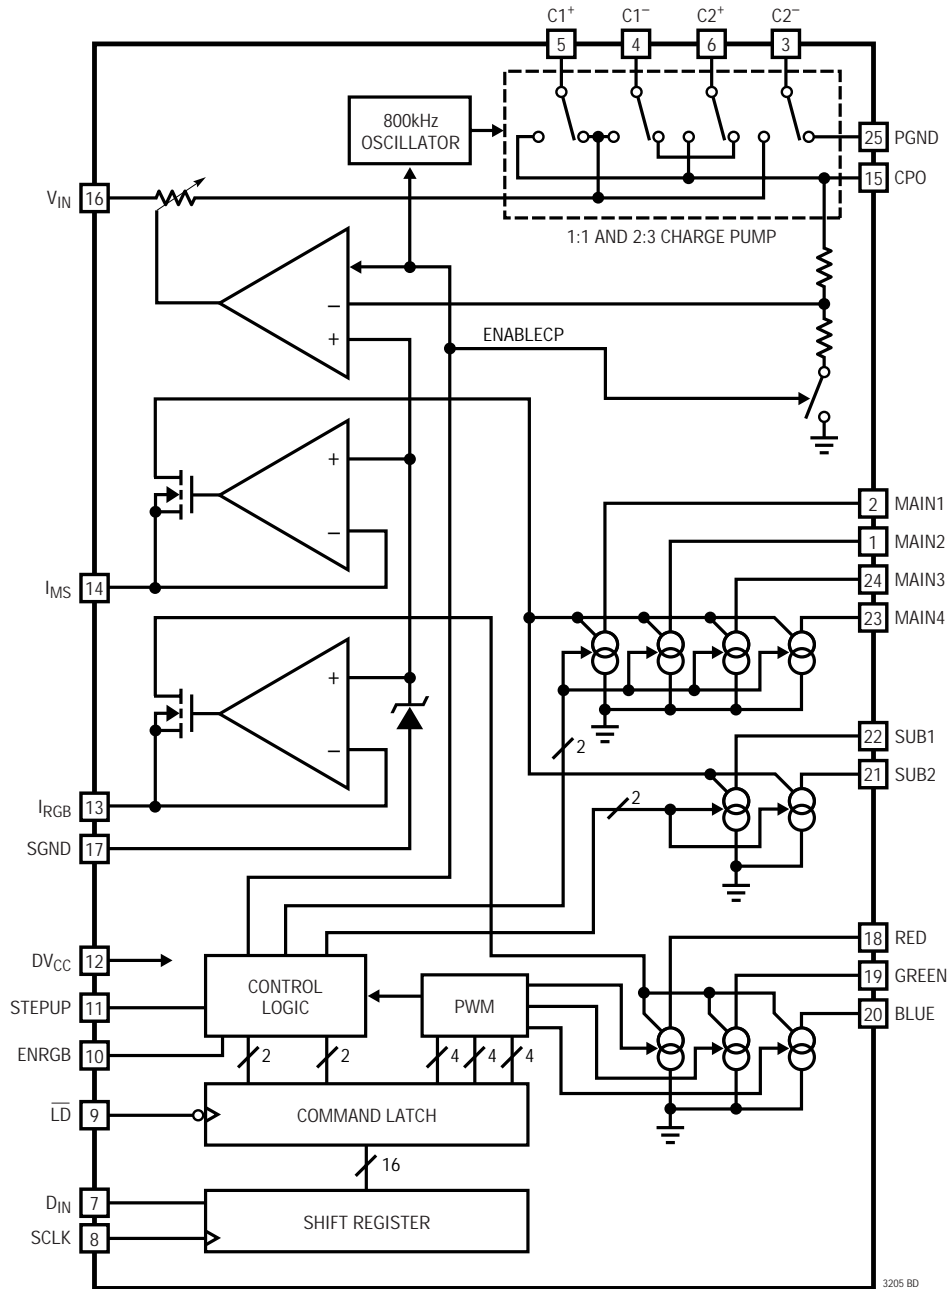 C1+ C1– C2+ C2–
5 4 6 3
800kHz
OSCILLATOR
25 PGND
15 CPO
VIN 16
1:1 AND 2:3 CHARGE PUMP
–
+
ENABLECP
+
–
IMS 14
2 MAIN1
1 MAIN2
24 MAIN3
23 MAIN4
+
–
2
22 SUB1
21 SUB2
2
IRGB 13
SGND 17
18 RED
19 GREEN
20 BLUE
DVCC 12
STEPUP 11
ENRGB 10
CONTROL
LOGIC
PWM
2 2 4 4 4
L̅D̅ 9
COMMAND LATCH
16
DIN 7
SCLK 8
SHIFT REGISTER
3205 BD